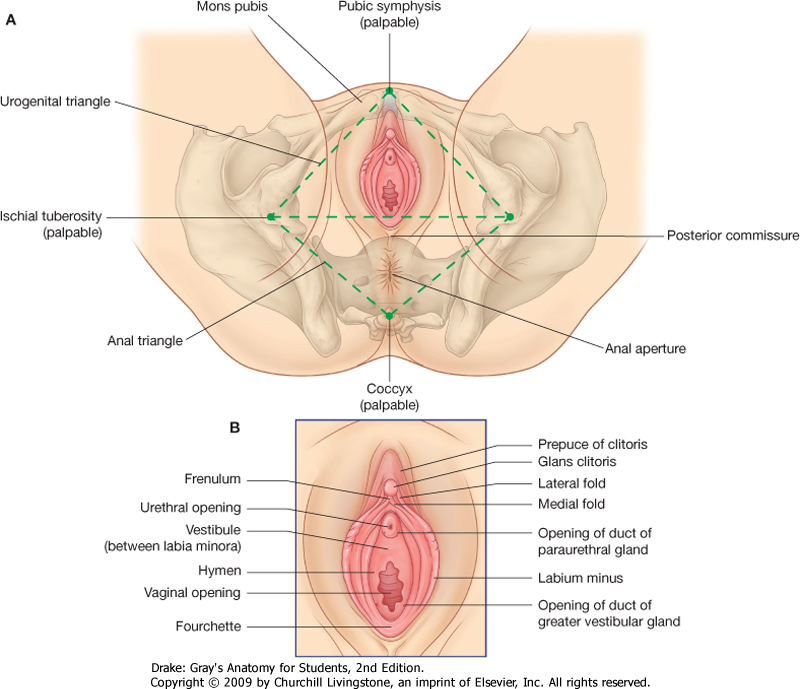 A
Mons pubis
Pubic symphysis
(palpable)
Urogenital triangle
Ischial tuberosity
(palpable)
Posterior commissure
Anal triangle
Anal aperture
Coccyx
(palpable)
B
Frenulum
Urethral opening
Vestibule
(between labia minora)
Hymen
Vaginal opening
Fourchette
Prepuce of clitoris
Glans clitoris
Lateral fold
Medial fold
Opening of duct of
paraurethral gland
Labium minus
Opening of duct of
greater vestibular gland
Drake: Gray's Anatomy for Students, 2nd Edition.
Copyright © 2009 by Churchill Livingstone, an imprint of Elsevier, Inc. All rights reserved.